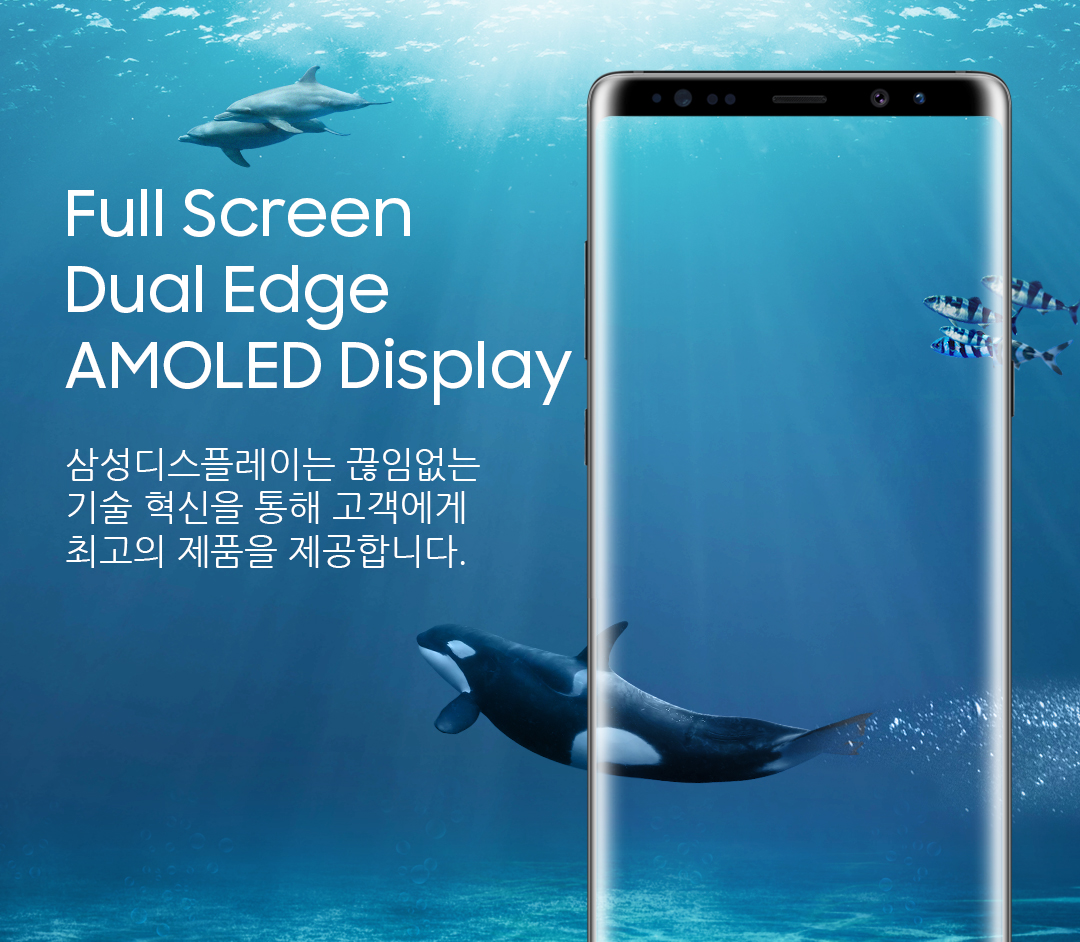 Full Screen
Dual Edge
AMOLED Display
삼성디스플레이는 끊임없는
기술 혁신을 통해 고객에게
최고의 제품을 제공합니다.